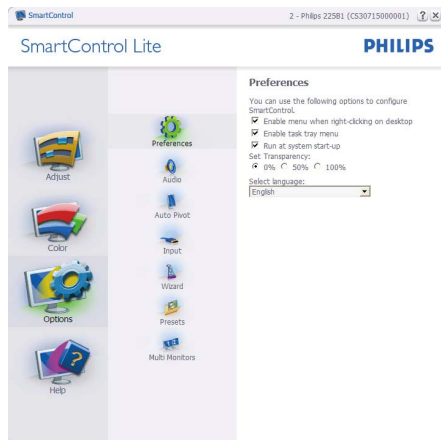 SmartControl
2 - Philips 225B1 (CS30715000001)
SmartControl Lite
PHILIPS
Adjust
Color
Options
Help
Preferences
Audio
Auto Pivot
Input
Wizard
Presets
Multi Monitors
Preferences
You can use the following options to configure
SmartControl.
Enable menu when right-clicking on desktop
Enable task tray menu
Run at system start-up
Set Transparency:
0% 50% 100%
Select language:
English